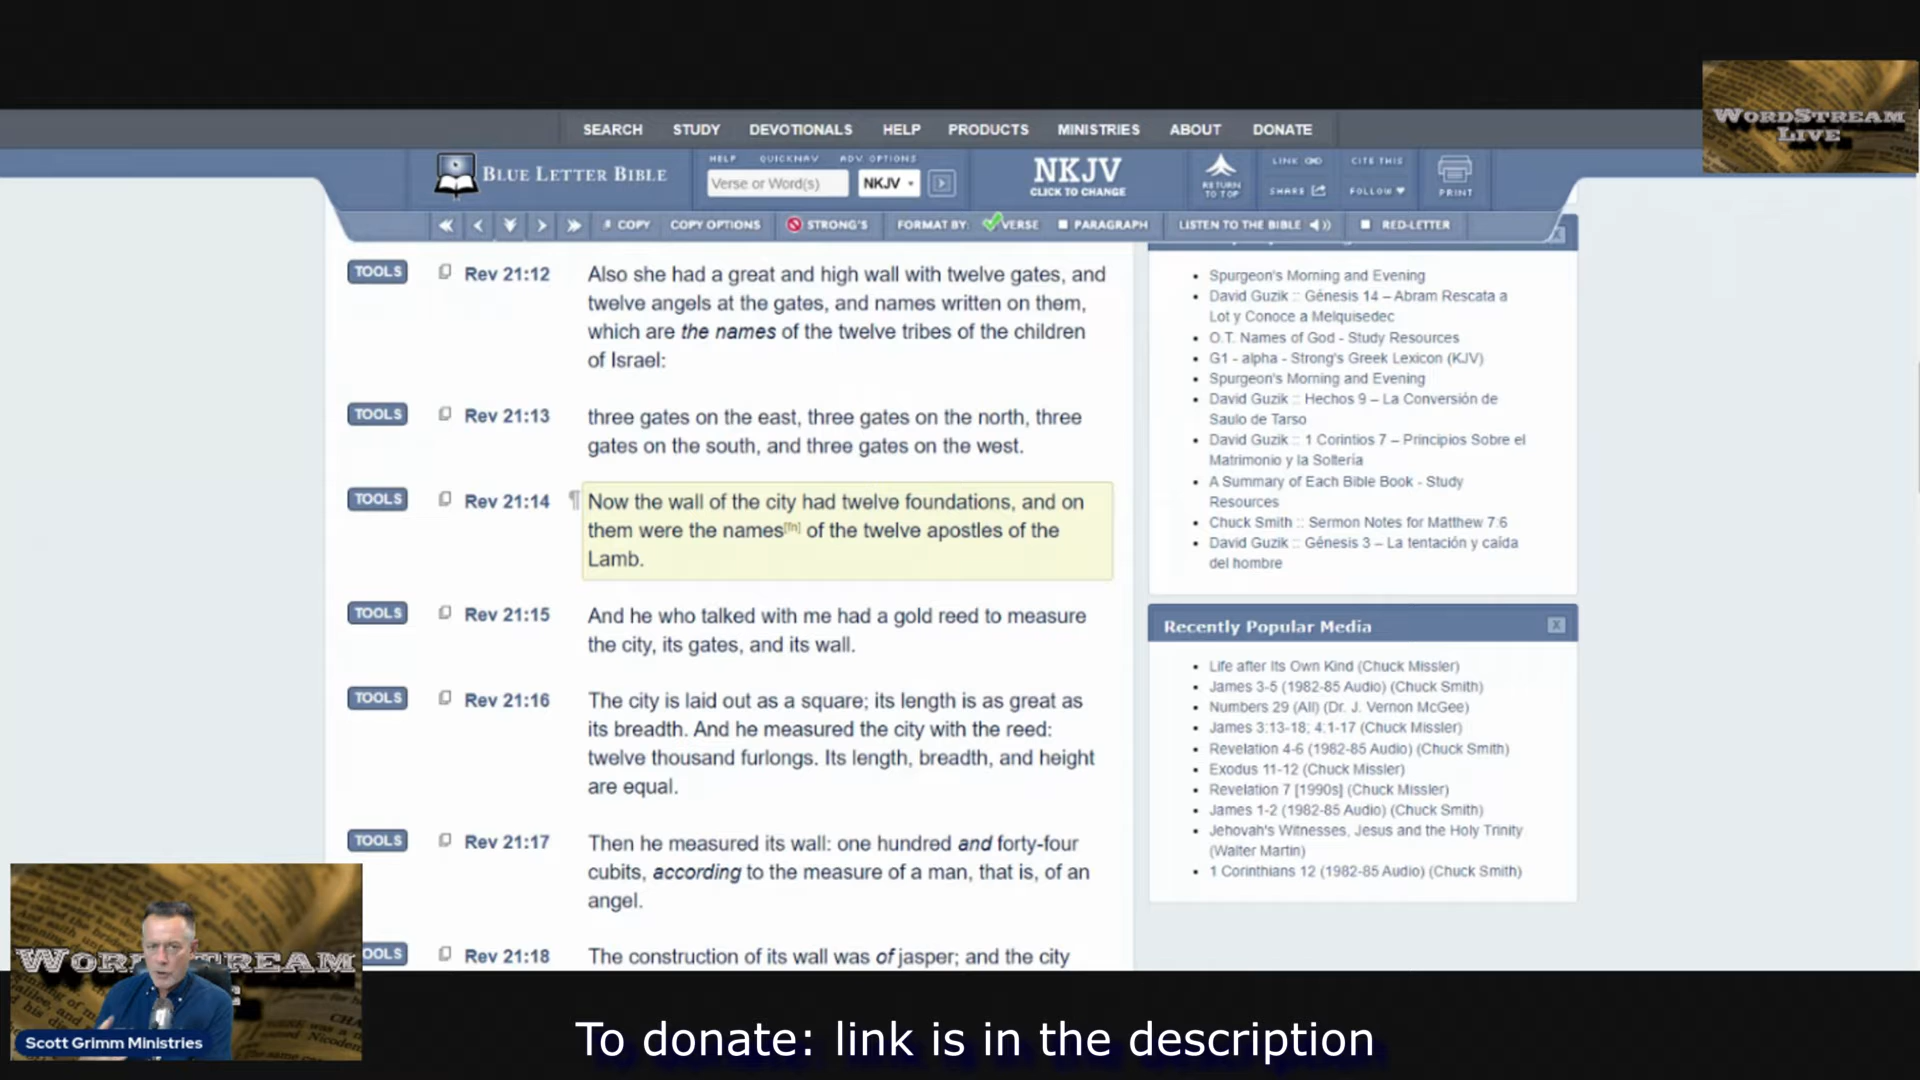 SEARCH STUDY DEVOTIONALS HELP PRODUCTS MINISTRIES ABOUT DONATE
WORDSTREAM
LIVE
BLUE LETTER BIBLE
HELP QUICKNAV ADV OPTIONS
Verse or Word(s) NKJV
NKJV
CLICK TO CHANGE
RETURN
TO TOP
LINK CITE THIS
SHARE FOLLOW
PRINT
COPY COPY OPTIONS STRONG'S FORMAT BY: VERSE PARAGRAPH LISTEN TO THE BIBLE RED-LETTER
TOOLS Rev 21:12 Also she had a great and high wall with twelve gates, and
twelve angels at the gates, and names written on them,
which are the names of the twelve tribes of the children
of Israel:
TOOLS Rev 21:13 three gates on the east, three gates on the north, three
gates on the south, and three gates on the west.
TOOLS Rev 21:14 ¶ Now the wall of the city had twelve foundations, and on
them were the names[fn] of the twelve apostles of the
Lamb.
TOOLS Rev 21:15 And he who talked with me had a gold reed to measure
the city, its gates, and its wall.
TOOLS Rev 21:16 The city is laid out as a square; its length is as great as
its breadth. And he measured the city with the reed:
twelve thousand furlongs. Its length, breadth, and height
are equal.
TOOLS Rev 21:17 Then he measured its wall: one hundred and forty-four
cubits, according to the measure of a man, that is, of an
angel.
OOLS Rev 21:18 The construction of its wall was of jasper; and the city
Spurgeon's Morning and Evening
David Guzik :: Génesis 14 – Abram Rescata a
Lot y Conoce a Melquisedec
O.T. Names of God - Study Resources
G1 - alpha - Strong's Greek Lexicon (KJV)
Spurgeon's Morning and Evening
David Guzik :: Hechos 9 – La Conversión de
Saulo de Tarso
David Guzik :: 1 Corintios 7 – Principios Sobre el
Matrimonio y la Soltería
A Summary of Each Bible Book - Study
Resources
Chuck Smith :: Sermon Notes for Matthew 7:6
David Guzik :: Génesis 3 – La tentación y caída
del hombre
Recently Popular Media X
Life after Its Own Kind (Chuck Missler)
James 3-5 (1982-85 Audio) (Chuck Smith)
Numbers 29 (All) (Dr. J. Vernon McGee)
James 3:13-18; 4:1-17 (Chuck Missler)
Revelation 4-6 (1982-85 Audio) (Chuck Smith)
Exodus 11-12 (Chuck Missler)
Revelation 7 [1990s] (Chuck Missler)
James 1-2 (1982-85 Audio) (Chuck Smith)
Jehovah's Witnesses, Jesus and the Holy Trinity
(Walter Martin)
1 Corinthians 12 (1982-85 Audio) (Chuck Smith)
Scott Grimm Ministries
To donate: link is in the description